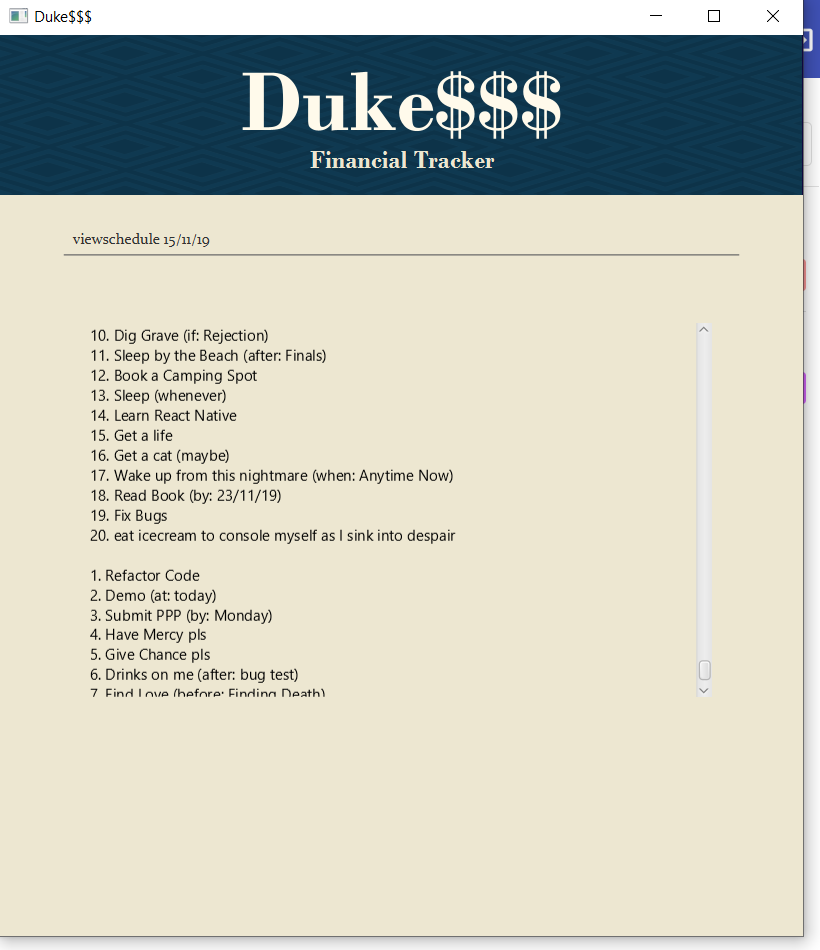 Duke$$$
Duke$$$
Financial Tracker
viewschedule 15/11/19
10. Dig Grave (if: Rejection)
11. Sleep by the Beach (after: Finals)
12. Book a Camping Spot
13. Sleep (whenever)
14. Learn React Native
15. Get a life
16. Get a cat (maybe)
17. Wake up from this nightmare (when: Anytime Now)
18. Read Book (by: 23/11/19)
19. Fix Bugs
20. eat icecream to console myself as I sink into despair
1. Refactor Code
2. Demo (at: today)
3. Submit PPP (by: Monday)
4. Have Mercy pls
5. Give Chance pls
6. Drinks on me (after: bug test)
7. Find Love (before: Finding Death)